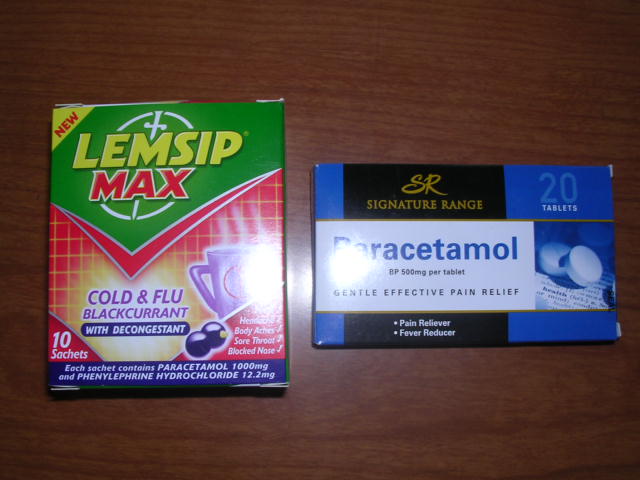 NEW
LEMSIP®
MAX
COLD & FLU
BLACKCURRANT
WITH DECONGESTANT
10
Sachets
Headache ✓
Body Aches ✓
Sore Throat ✓
Blocked Nose ✓
Each sachet contains PARACETAMOL 1000mg
and PHENYLEPHRINE HYDROCHLORIDE 12.2mg
SR
SIGNATURE RANGE
20
TABLETS
Paracetamol
BP 500mg per tablet
GENTLE EFFECTIVE PAIN RELIEF
• Pain Reliever
• Fever Reducer
health